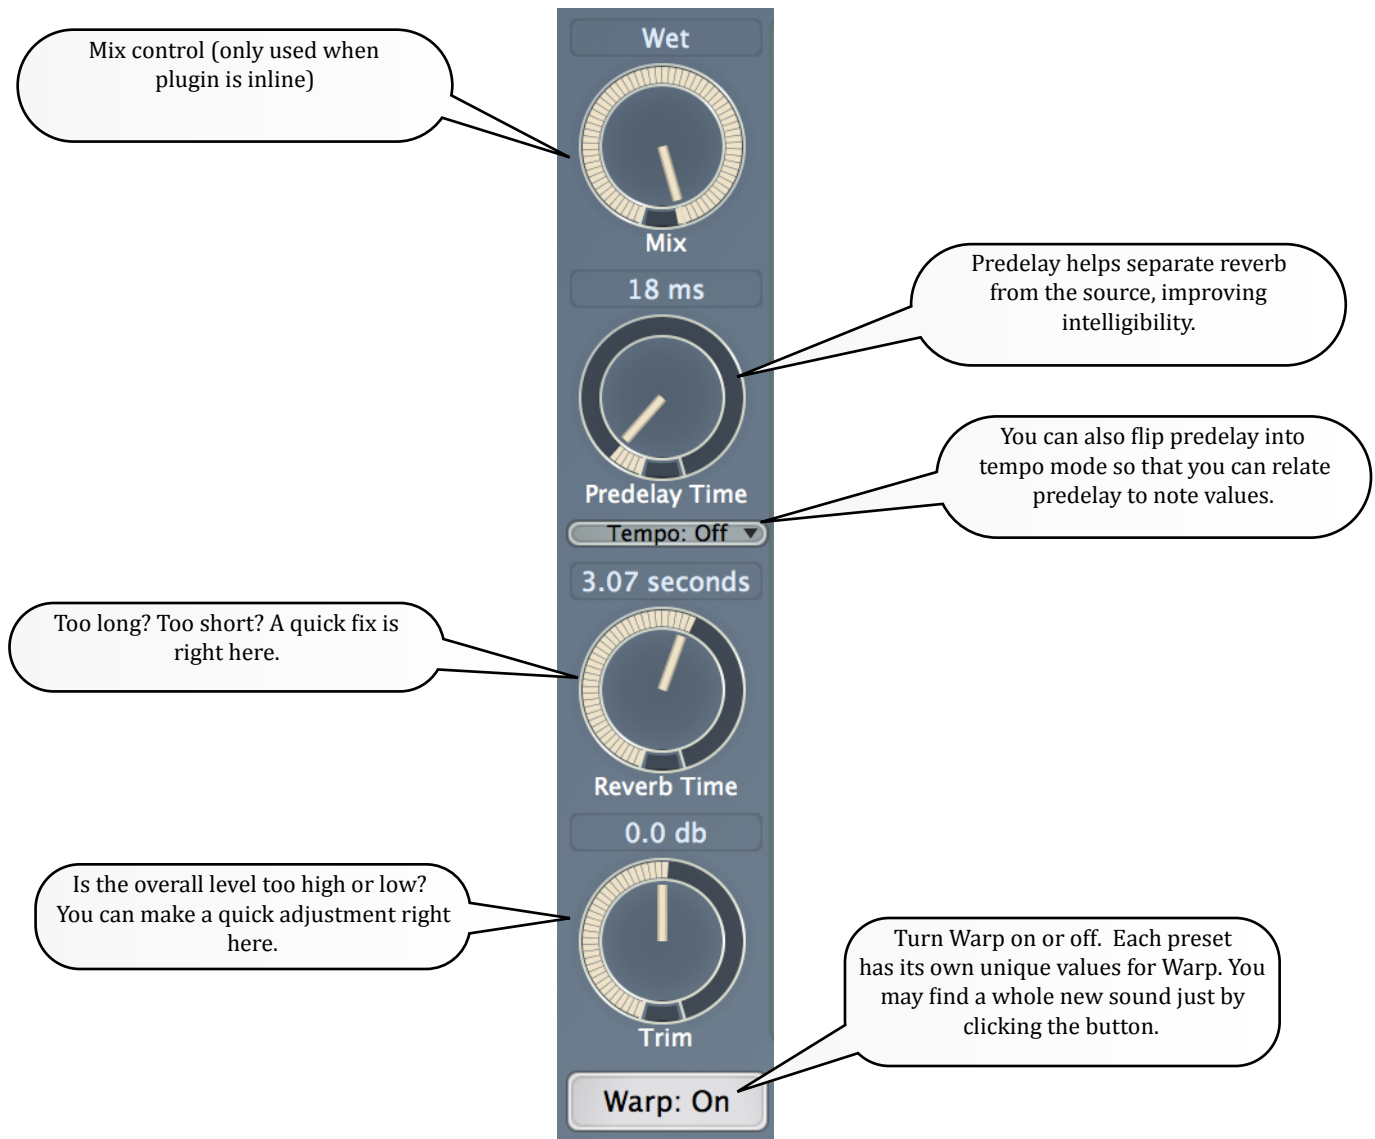 Wet
Mix control (only used when
plugin is inline)
Mix
Predelay helps separate reverb
from the source, improving
intelligibility.
18 ms
You can also flip predelay into
tempo mode so that you can relate
predelay to note values.
Predelay Time
Tempo: Off
3.07 seconds
Too long? Too short? A quick fix is
right here.
Reverb Time
0.0 db
Is the overall level too high or low?
You can make a quick adjustment right
here.
Turn Warp on or off.  Each preset
has its own unique values for Warp. You
may find a whole new sound just by
clicking the button.
Trim
Warp: On